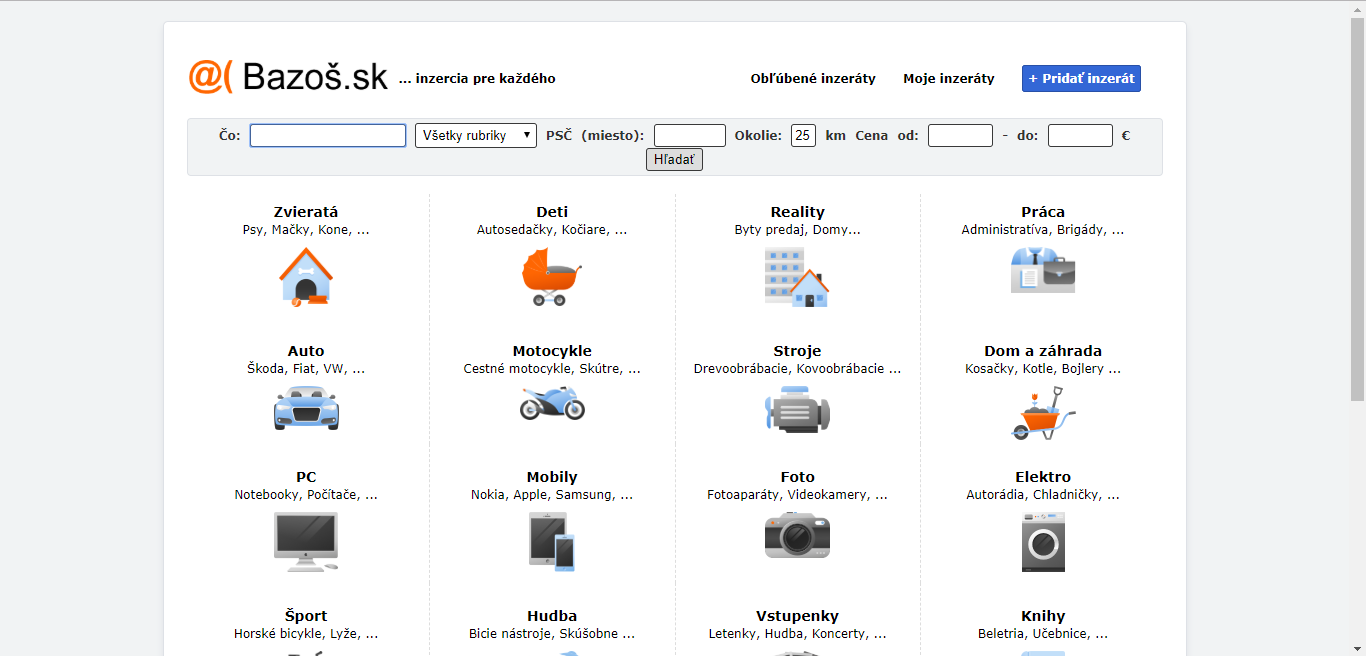 @( Bazoš.sk ... inzercia pre každého Obľúbené inzeráty Moje inzeráty + Pridať inzerát
Čo: Všetky rubriky PSČ (miesto): Okolie: 25 km Cena od: - do: €
Hľadať
Zvieratá Deti Reality Práca
Psy, Mačky, Kone, ... Autosedačky, Kočiare, ... Byty predaj, Domy... Administratíva, Brigády, ...
Auto Motocykle Stroje Dom a záhrada
Škoda, Fiat, VW, ... Cestné motocykle, Skútre, ... Drevoobrábacie, Kovoobrábacie ... Kosačky, Kotle, Bojlery ...
PC Mobily Foto Elektro
Notebooky, Počítače, ... Nokia, Apple, Samsung, ... Fotoaparáty, Videokamery, ... Autorádia, Chladničky, ...
Šport Hudba Vstupenky Knihy
Horské bicykle, Lyže, ... Bicie nástroje, Skúšobne ... Letenky, Hudba, Koncerty, ... Beletria, Učebnice, ...